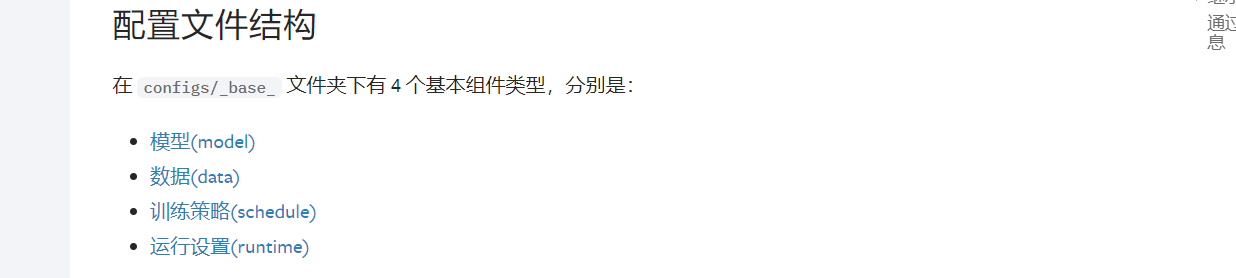 配置文件结构
在 configs/_base_ 文件夹下有 4 个基本组件类型，分别是：
模型(model)
数据(data)
训练策略(schedule)
运行设置(runtime)
通过
息